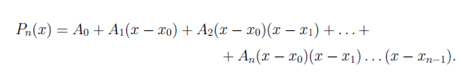 Pₙ(x) = A₀ + A₁(x − x₀) + A₂(x − x₀)(x − x₁) + . . . +
+ Aₙ(x − x₀)(x − x₁) . . . (x − xₙ₋₁).